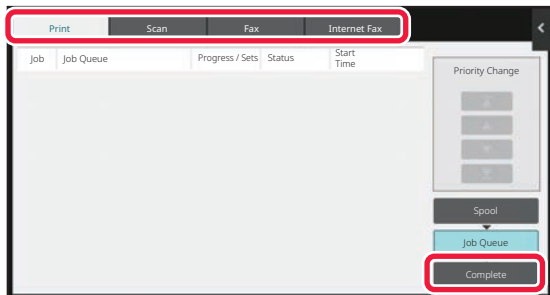 Print Scan Fax Internet Fax
Job Job Queue Progress / Sets Status Start Time
Priority Change
Spool
Job Queue
Complete